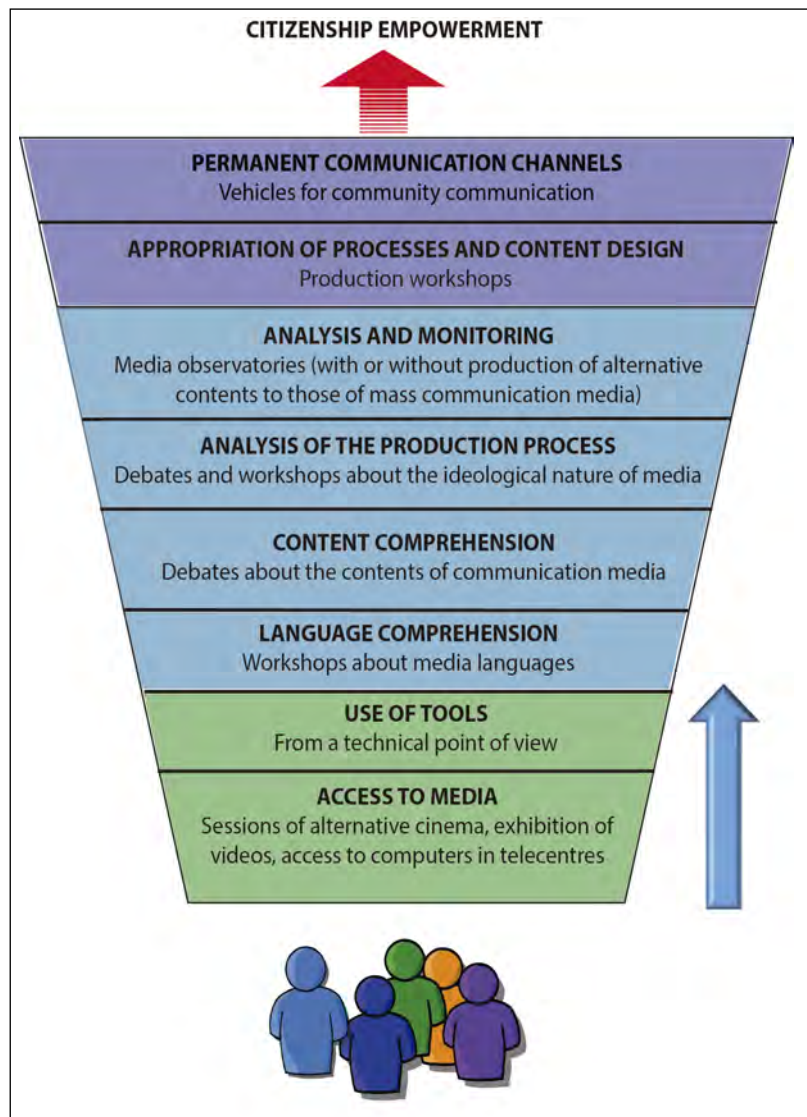 CITIZENSHIP EMPOWERMENT
PERMANENT COMMUNICATION CHANNELS
Vehicles for community communication
APPROPRIATION OF PROCESSES AND CONTENT DESIGN
Production workshops
ANALYSIS AND MONITORING
Media observatories (with or without production of alternative
contents to those of mass communication media)
ANALYSIS OF THE PRODUCTION PROCESS
Debates and workshops about the ideological nature of media
CONTENT COMPREHENSION
Debates about the contents of communication media
LANGUAGE COMPREHENSION
Workshops about media languages
USE OF TOOLS
From a technical point of view
ACCESS TO MEDIA
Sessions of alternative cinema, exhibition of
videos, access to computers in telecentres